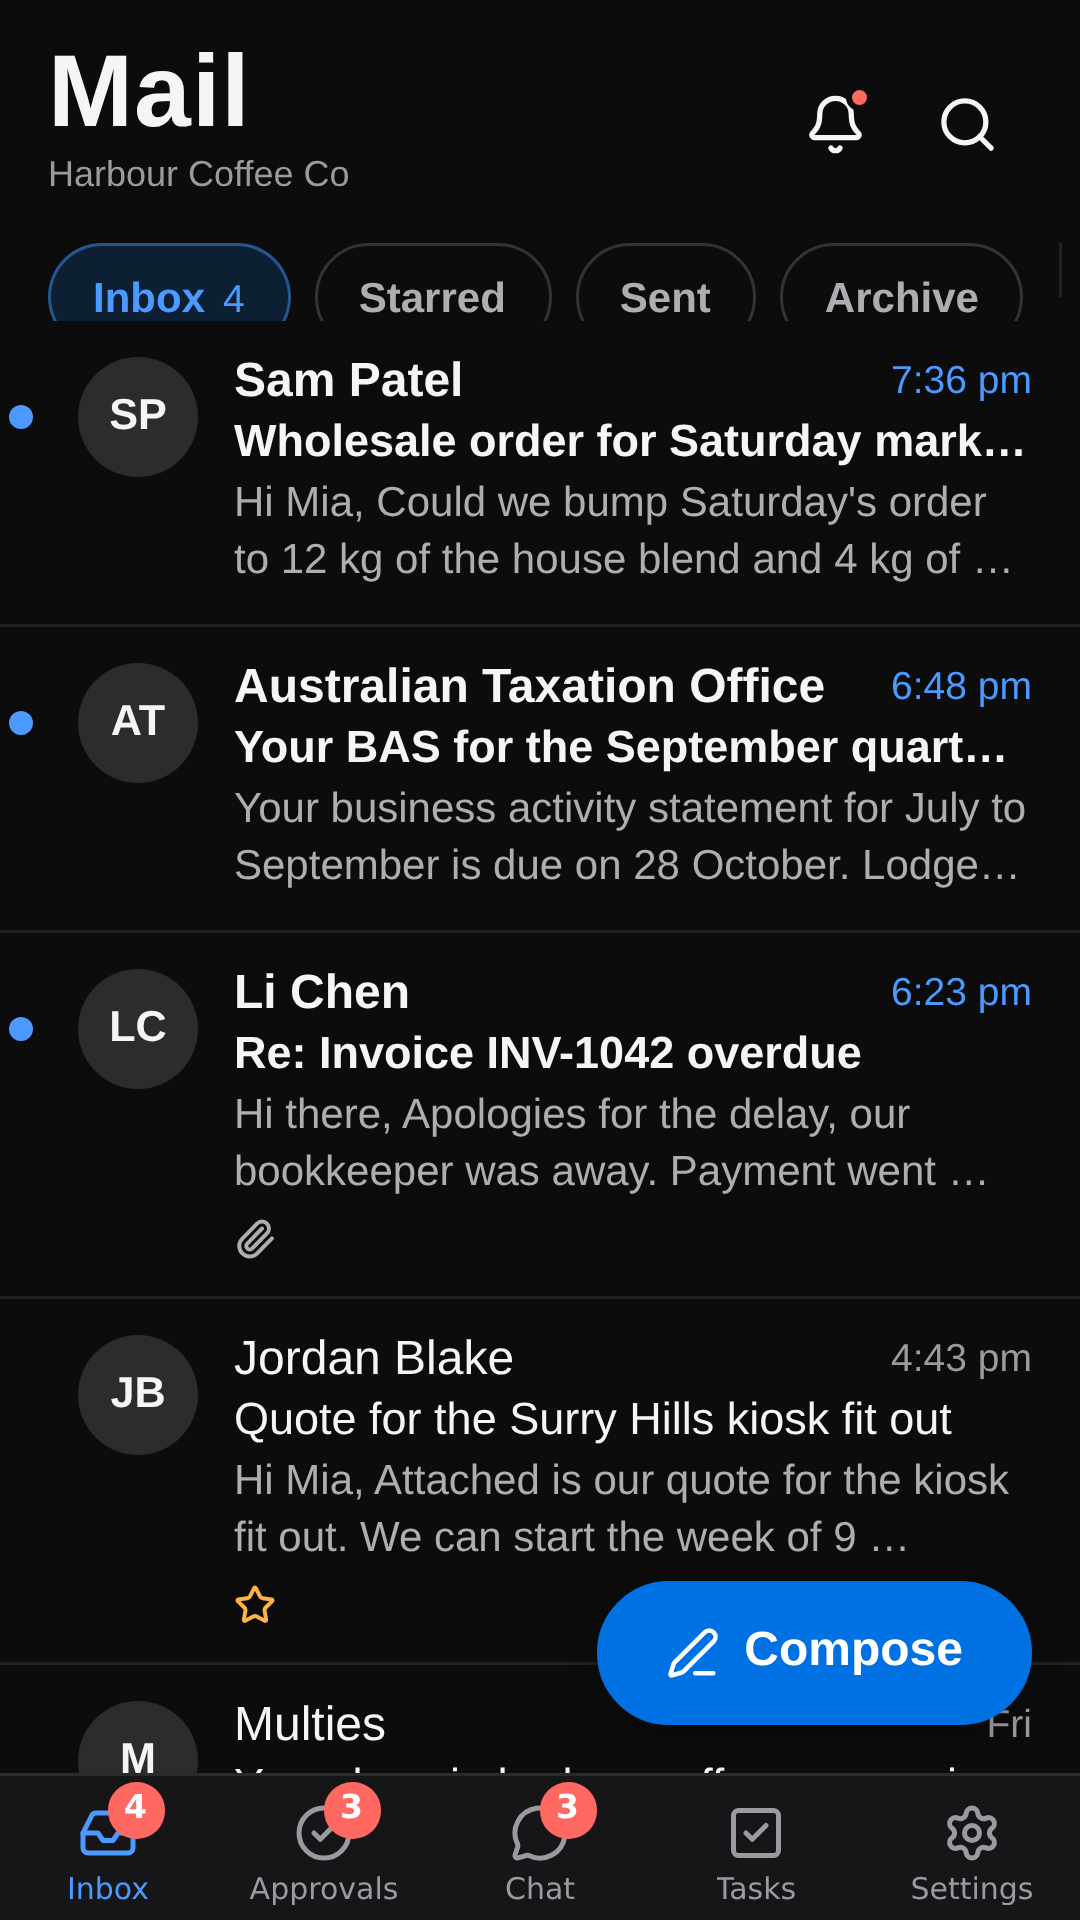 Mail
Harbour Coffee Co
Inbox 4
Starred
Sent
Archive
SP
Sam Patel
7:36 pm
Wholesale order for Saturday mark…
Hi Mia, Could we bump Saturday's order
to 12 kg of the house blend and 4 kg of …
AT
Australian Taxation Office
6:48 pm
Your BAS for the September quart…
Your business activity statement for July to
September is due on 28 October. Lodge…
LC
Li Chen
6:23 pm
Re: Invoice INV-1042 overdue
Hi there, Apologies for the delay, our
bookkeeper was away. Payment went …
JB
Jordan Blake
4:43 pm
Quote for the Surry Hills kiosk fit out
Hi Mia, Attached is our quote for the kiosk
fit out. We can start the week of 9 …
Compose
M
Multies
Fri
4
Inbox
3
Approvals
3
Chat
Tasks
Settings